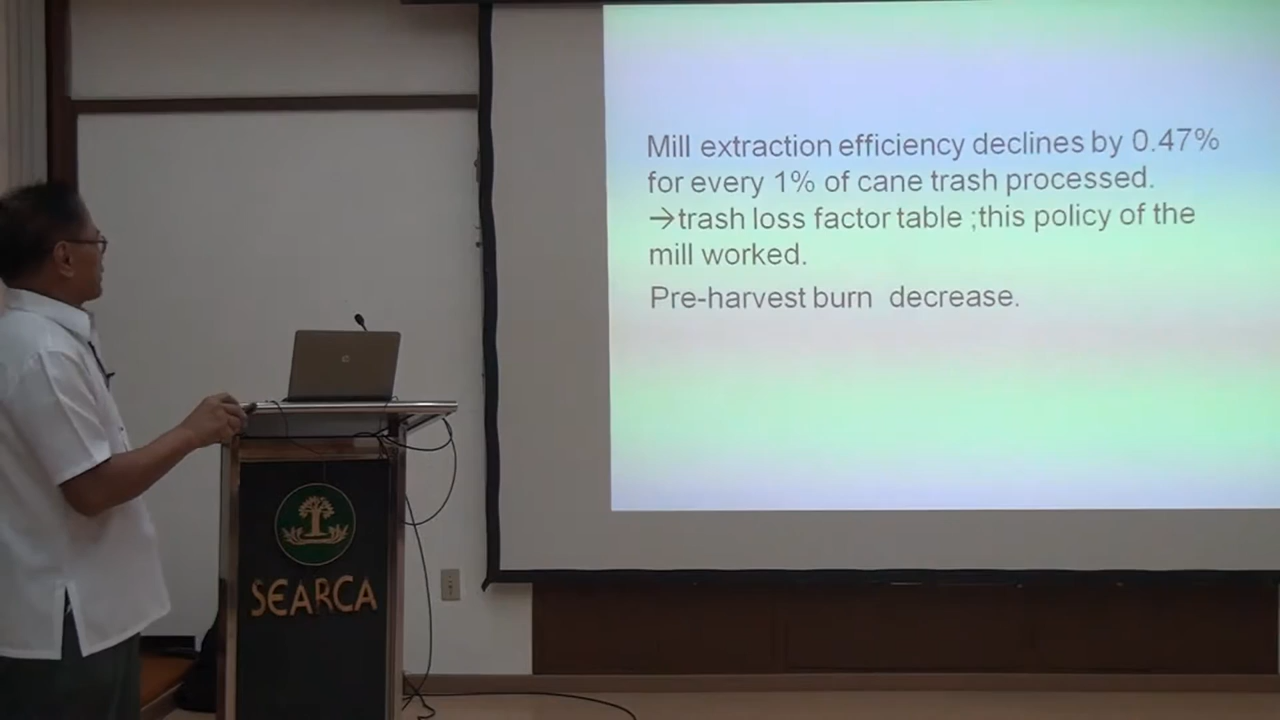 Mill extraction efficiency declines by 0.47%
for every 1% of cane trash processed.
→trash loss factor table ;this policy of the
mill worked.
Pre-harvest burn decrease.
SEARCA